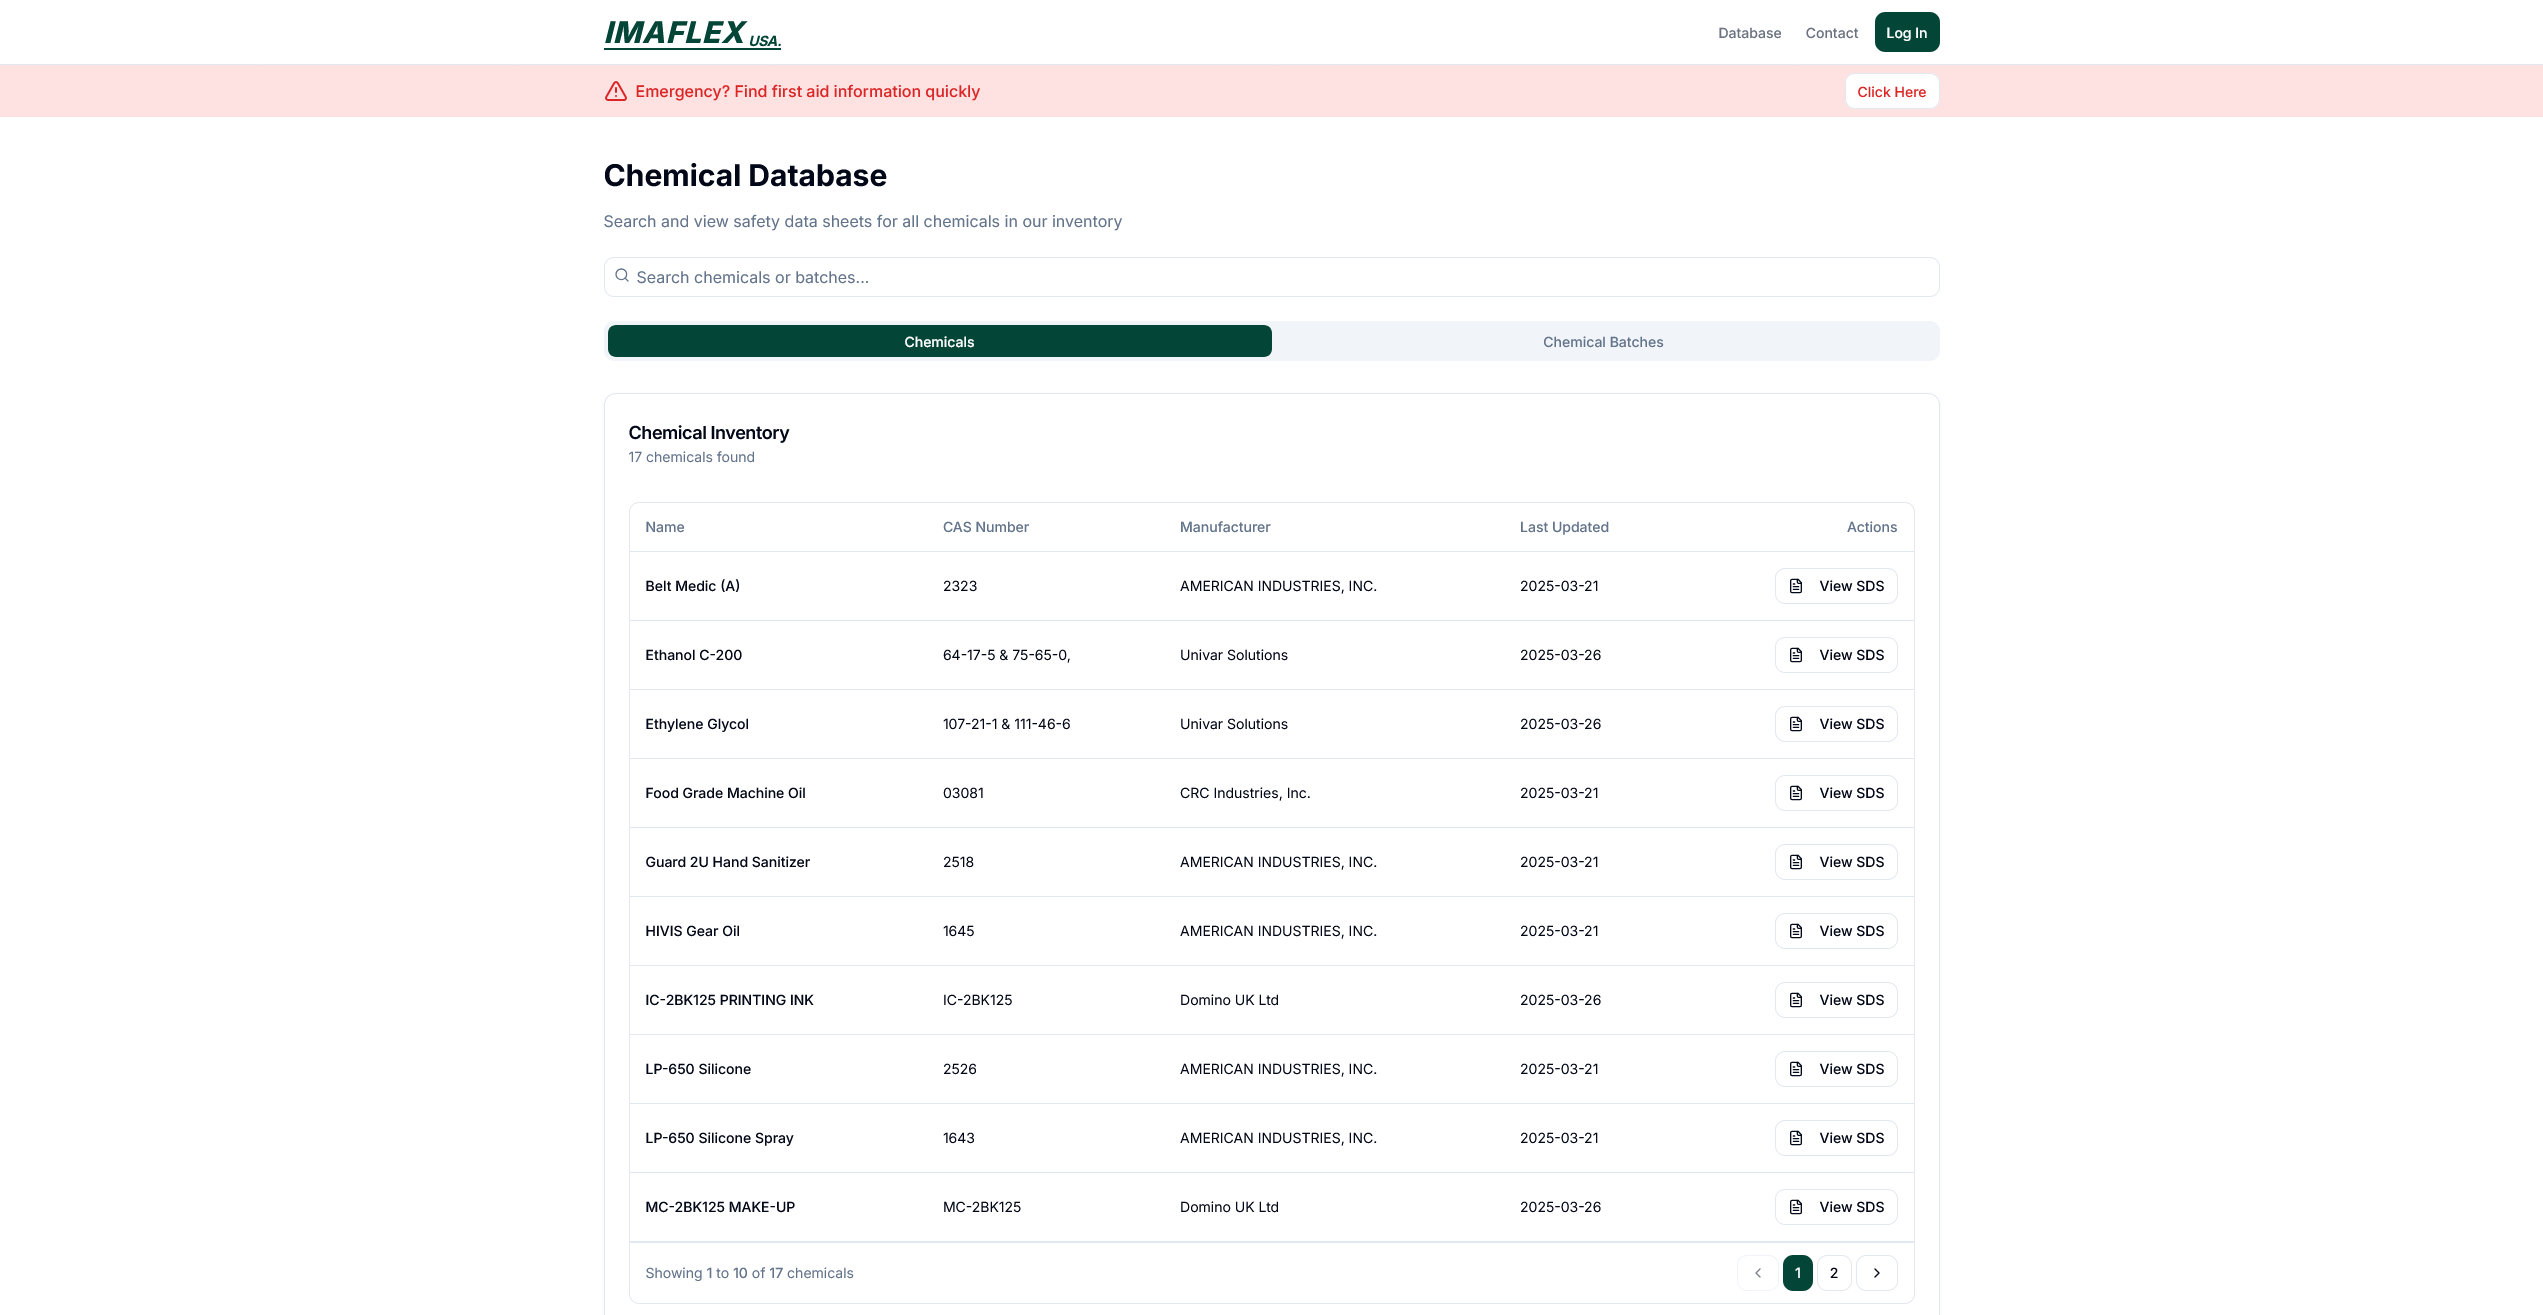 IMAFLEX USA.
Database Contact Log In
Emergency? Find first aid information quickly Click Here
Chemical Database
Search and view safety data sheets for all chemicals in our inventory
Search chemicals or batches...
Chemicals Chemical Batches
Chemical Inventory
17 chemicals found
Name CAS Number Manufacturer Last Updated Actions
Belt Medic (A) 2323 AMERICAN INDUSTRIES, INC. 2025-03-21 View SDS
Ethanol C-200 64-17-5 & 75-65-0, Univar Solutions 2025-03-26 View SDS
Ethylene Glycol 107-21-1 & 111-46-6 Univar Solutions 2025-03-26 View SDS
Food Grade Machine Oil 03081 CRC Industries, Inc. 2025-03-21 View SDS
Guard 2U Hand Sanitizer 2518 AMERICAN INDUSTRIES, INC. 2025-03-21 View SDS
HIVIS Gear Oil 1645 AMERICAN INDUSTRIES, INC. 2025-03-21 View SDS
IC-2BK125 PRINTING INK IC-2BK125 Domino UK Ltd 2025-03-26 View SDS
LP-650 Silicone 2526 AMERICAN INDUSTRIES, INC. 2025-03-21 View SDS
LP-650 Silicone Spray 1643 AMERICAN INDUSTRIES, INC. 2025-03-21 View SDS
MC-2BK125 MAKE-UP MC-2BK125 Domino UK Ltd 2025-03-26 View SDS
Showing 1 to 10 of 17 chemicals 1 2